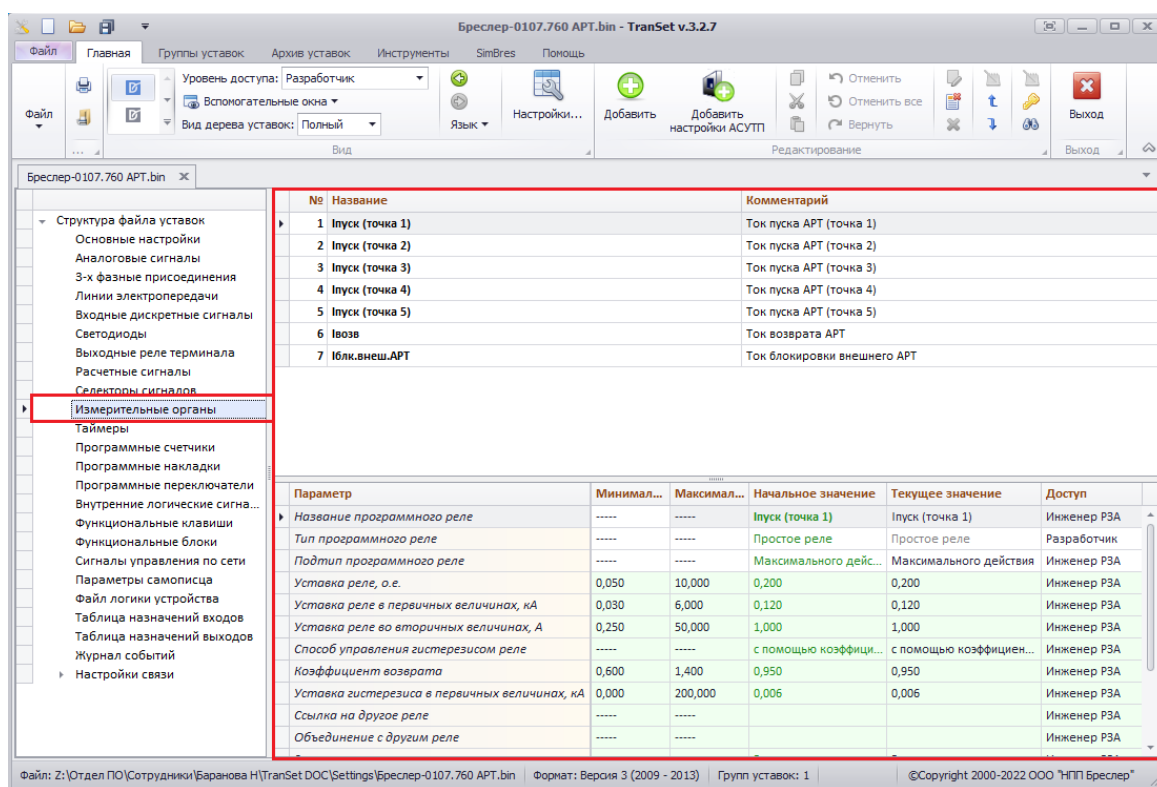 Бреслер-0107.760 АРТ.bin - TranSet v.3.2.7
Файл Главная Группы уставок Архив уставок Инструменты SimBres Помощь
Файл
Уровень доступа: Разработчик
Вспомогательные окна
Вид дерева уставок: Полный
Язык
Настройки...
Добавить
Добавить настройки АСУТП
Отменить
Отменить все
Вернуть
Выход
... Вид Редактирование Выход
Бреслер-0107.760 АРТ.bin
Структура файла уставок
Основные настройки
Аналоговые сигналы
3-х фазные присоединения
Линии электропередачи
Входные дискретные сигналы
Светодиоды
Выходные реле терминала
Расчетные сигналы
Селекторы сигналов
Измерительные органы
Таймеры
Программные счетчики
Программные накладки
Программные переключатели
Внутренние логические сигна...
Функциональные клавиши
Функциональные блоки
Сигналы управления по сети
Параметры самописца
Файл логики устройства
Таблица назначений входов
Таблица назначений выходов
Журнал событий
Настройки связи
№ Название Комментарий
1 Iпуск (точка 1) Ток пуска АРТ (точка 1)
2 Iпуск (точка 2) Ток пуска АРТ (точка 2)
3 Iпуск (точка 3) Ток пуска АРТ (точка 3)
4 Iпуск (точка 4) Ток пуска АРТ (точка 4)
5 Iпуск (точка 5) Ток пуска АРТ (точка 5)
6 Iвозв Ток возврата АРТ
7 Iблк.внеш.АРТ Ток блокировки внешнего АРТ
Параметр Минимал... Максимал... Начальное значение Текущее значение Доступ
Название программного реле ----- ----- Iпуск (точка 1) Iпуск (точка 1) Инженер РЗА
Тип программного реле ----- ----- Простое реле Простое реле Разработчик
Подтип программного реле ----- ----- Максимального дейс... Максимального действия Инженер РЗА
Уставка реле, о.е. 0,050 10,000 0,200 0,200 Инженер РЗА
Уставка реле в первичных величинах, кА 0,030 6,000 0,120 0,120 Инженер РЗА
Уставка реле во вторичных величинах, А 0,250 50,000 1,000 1,000 Инженер РЗА
Способ управления гистерезисом реле ----- ----- с помощью коэффици... с помощью коэффициен... Инженер РЗА
Коэффициент возврата 0,600 1,400 0,950 0,950 Инженер РЗА
Уставка гистерезиса в первичных величинах, кА 0,000 200,000 0,006 0,006 Инженер РЗА
Ссылка на другое реле ----- ----- Инженер РЗА
Объединение с другим реле ----- ----- Инженер РЗА
Файл: Z:\Отдел ПО\Сотрудники\Баранова Н\TranSet DOC\Settings\Бреслер-0107.760 АРТ.bin Формат: Версия 3 (2009 - 2013) Групп уставок: 1 ©Copyright 2000-2022 ООО "НПП Бреслер"